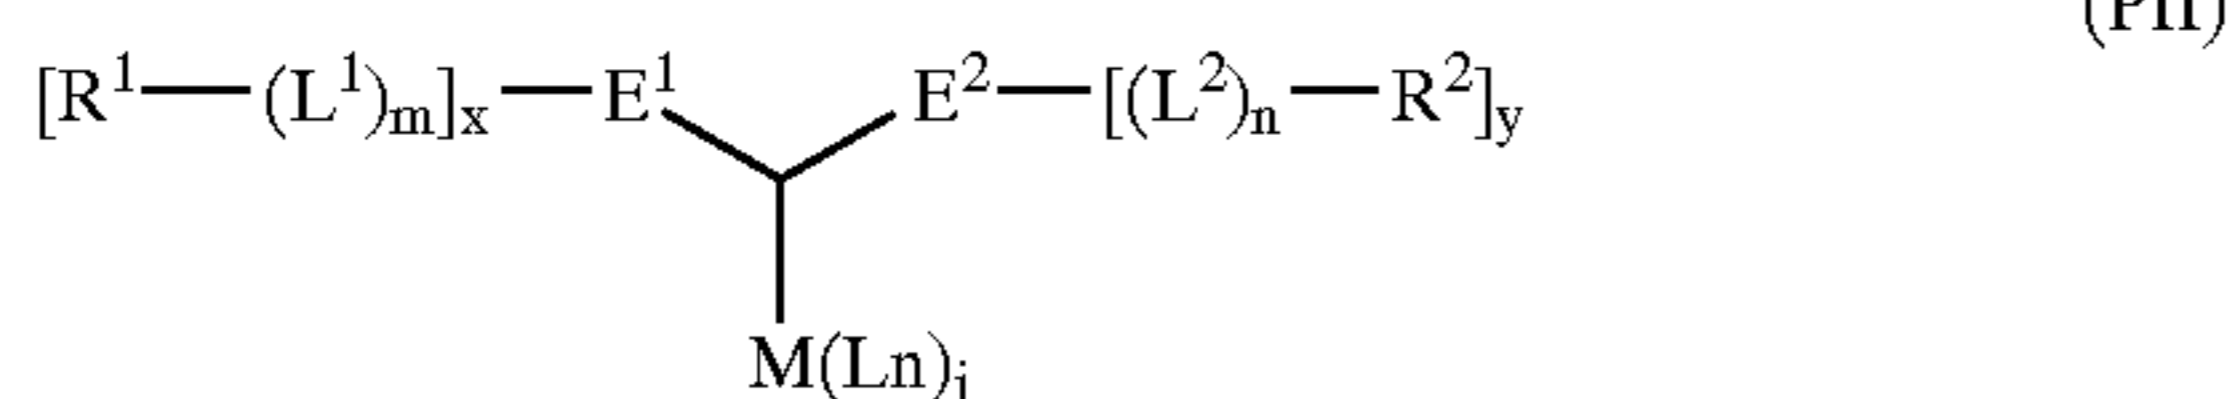 (PII)
[R¹—(L¹)ₘ]ₓ—E¹ E²—[(L²)ₙ—R²]y
M(Ln)ᵢ